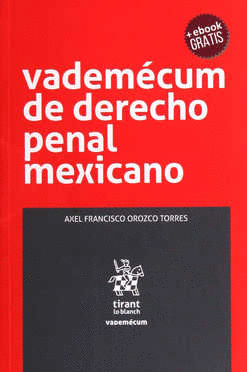 + ebook
GRATIS
vademécum
de derecho
penal
mexicano
AXEL FRANCISCO OROZCO TORRES
tirant
lo blanch
vademécum